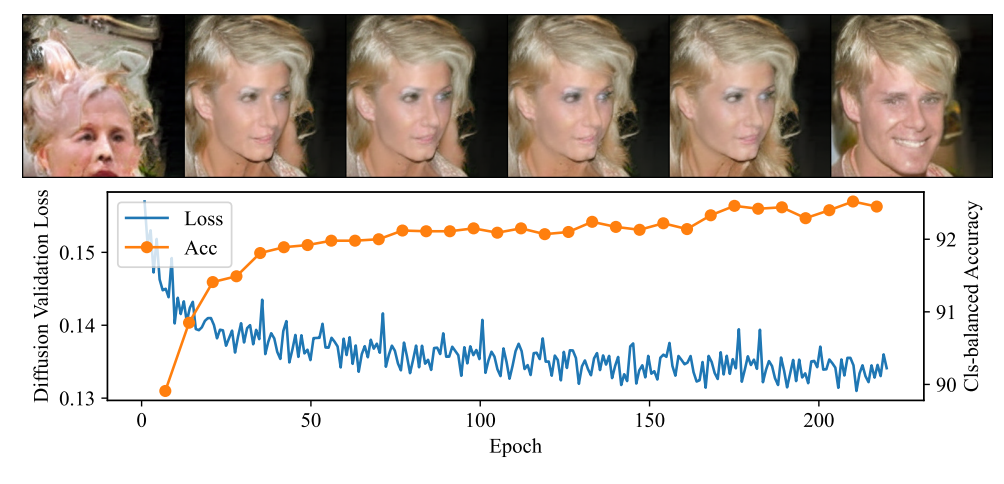 Diffusion Validation Loss
0.15
0.14
0.13
Loss
Acc
92
91
90
Cls-balanced Accuracy
0
50
100
150
200
Epoch